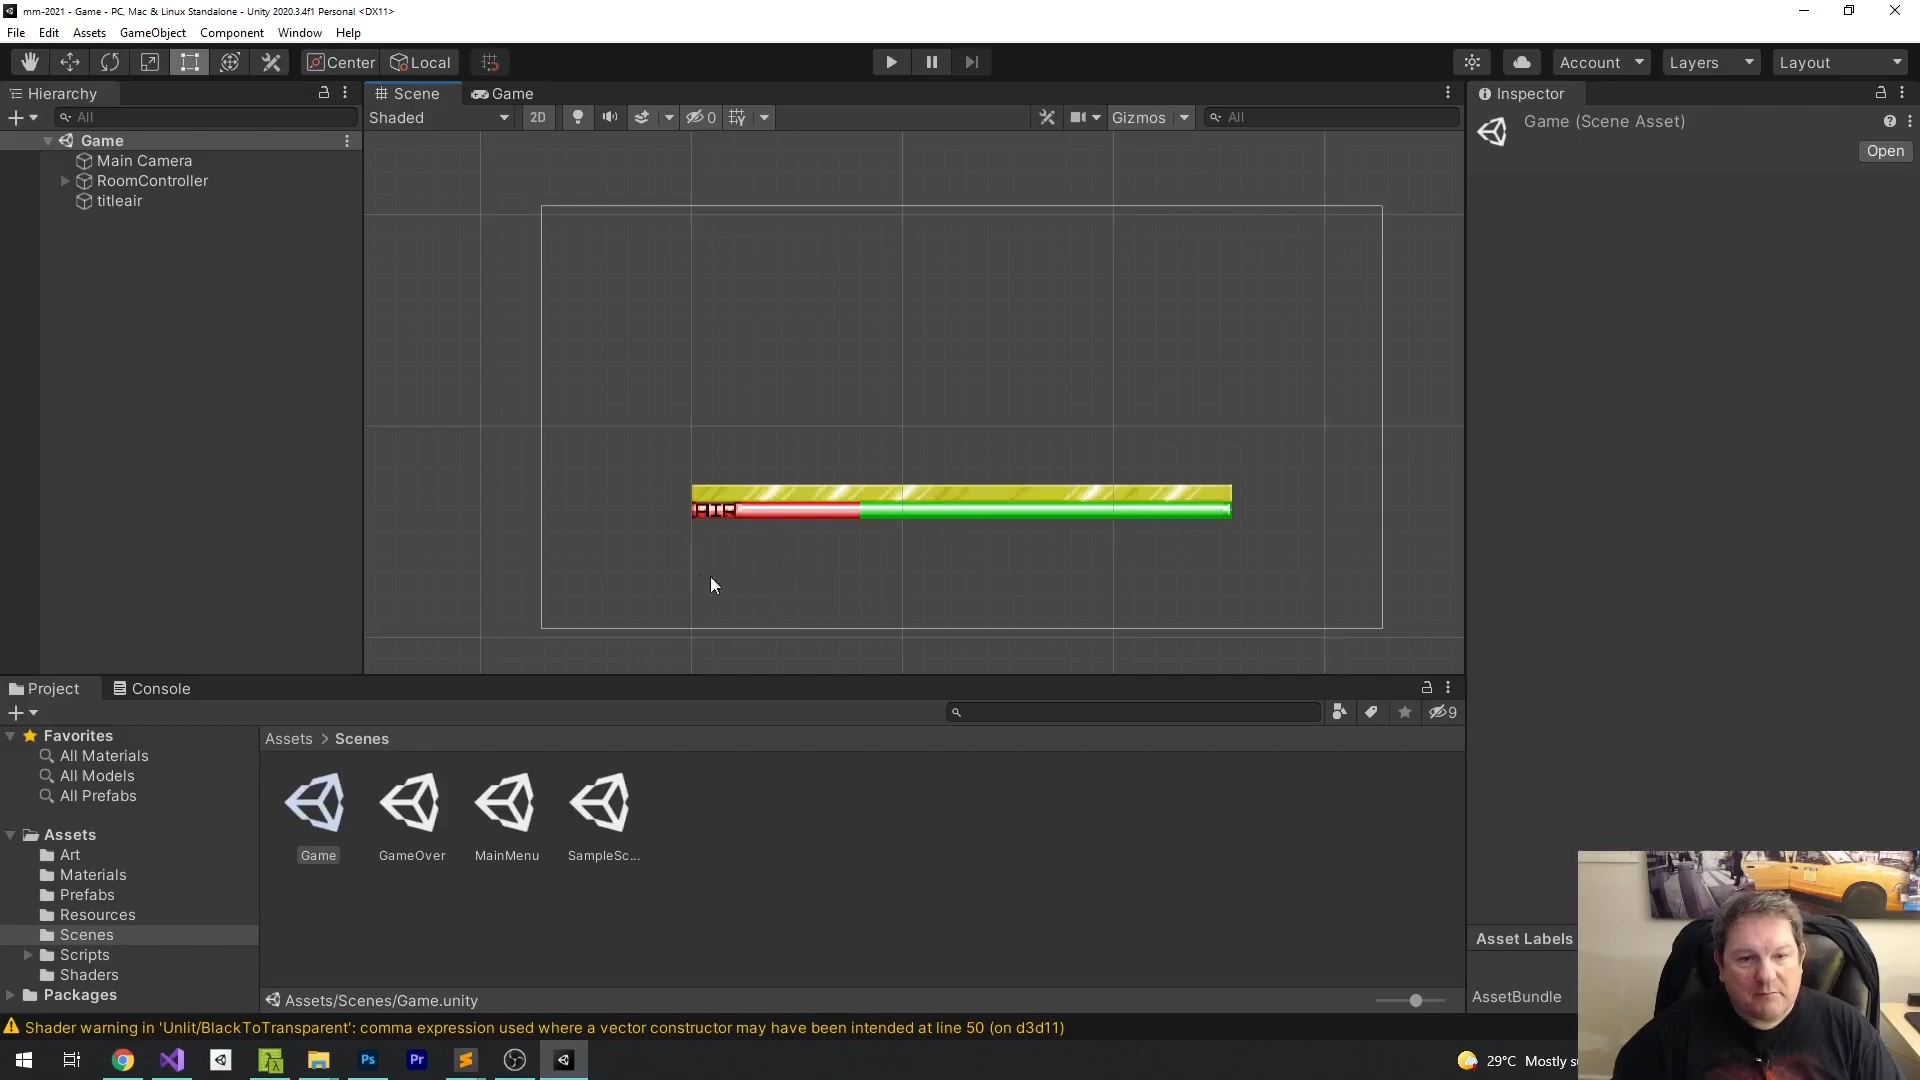 mm-2021 - Game - PC, Mac & Linux Standalone - Unity 2020.3.4f1 Personal <DX11>
File Edit Assets GameObject Component Window Help
Center Local Account Layers Layout
Hierarchy
All
Game
Main Camera
RoomController
titleair
Scene Game
Shaded 2D 0 Gizmos All
AIR
Inspector
Game (Scene Asset)
Open
Project Console
9
Favorites
All Materials
All Models
All Prefabs
Assets
Art
Materials
Prefabs
Resources
Scenes
Scripts
Shaders
Packages
Assets > Scenes
Game GameOver MainMenu SampleSc...
Assets/Scenes/Game.unity
Asset Labels
AssetBundle
Shader warning in 'Unlit/BlackToTransparent': comma expression used where a vector constructor may have been intended at line 50 (on d3d11)
Ps Pr
29°C Mostly